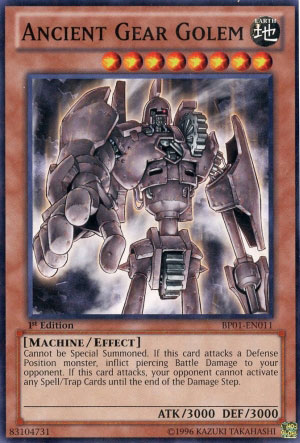 ANCIENT GEAR GOLEM
EARTH
地
1st Edition
BP01-EN011
[MACHINE / EFFECT]
Cannot be Special Summoned. If this card attacks a Defense
Position monster, inflict piercing Battle Damage to your
opponent. If this card attacks, your opponent cannot activate
any Spell/Trap Cards until the end of the Damage Step.
ATK/3000 DEF/3000
83104731
©1996 KAZUKI TAKAHASHI